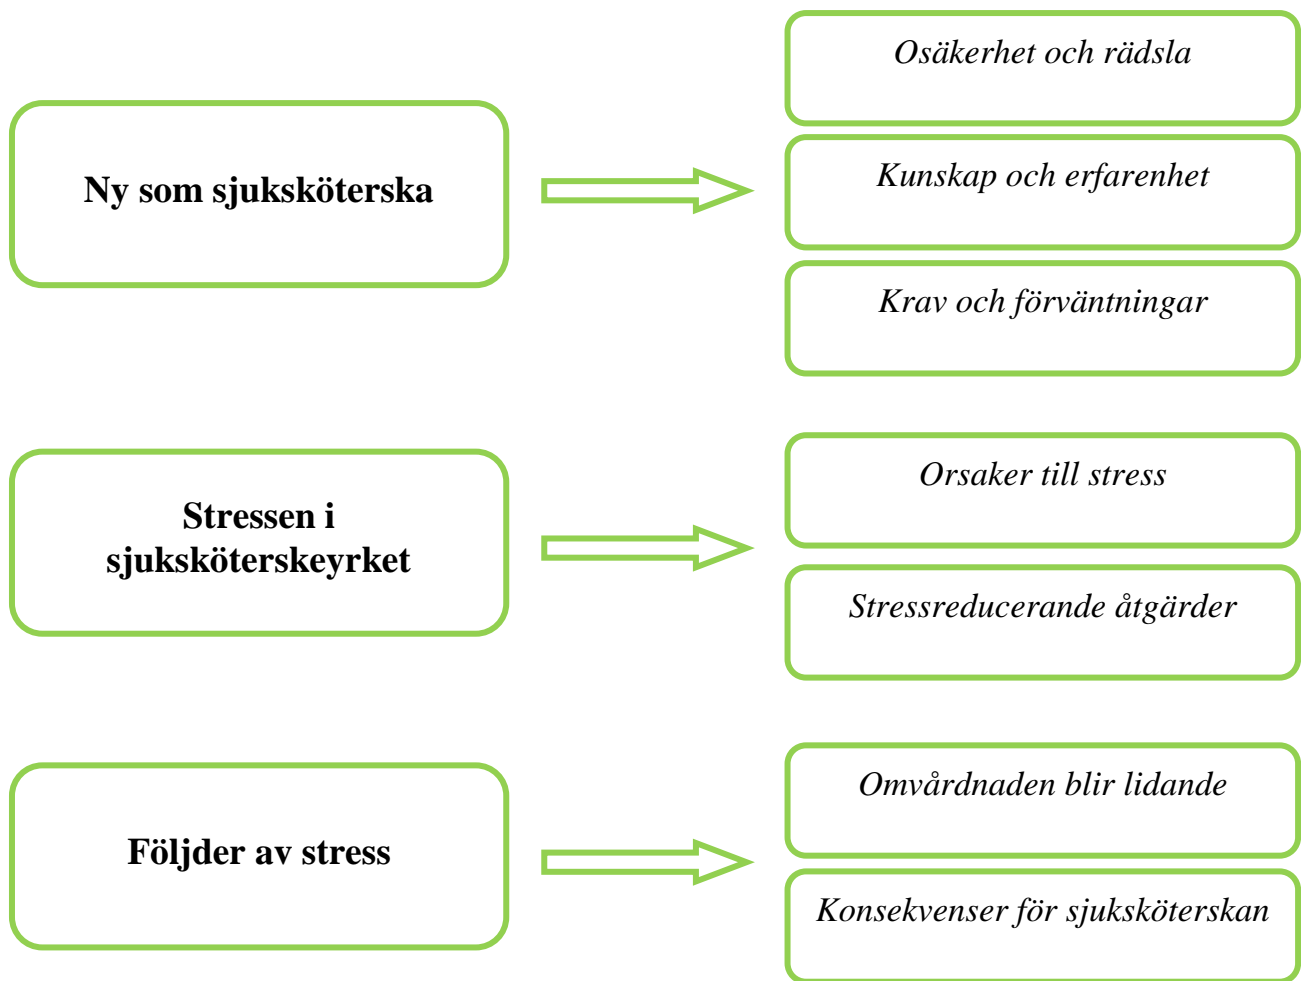 Ny som sjuksköterska
Osäkerhet och rädsla
Kunskap och erfarenhet
Krav och förväntningar
Stressen i
sjuksköterskeyrket
Orsaker till stress
Stressreducerande åtgärder
Följder av stress
Omvårdnaden blir lidande
Konsekvenser för sjuksköterskan